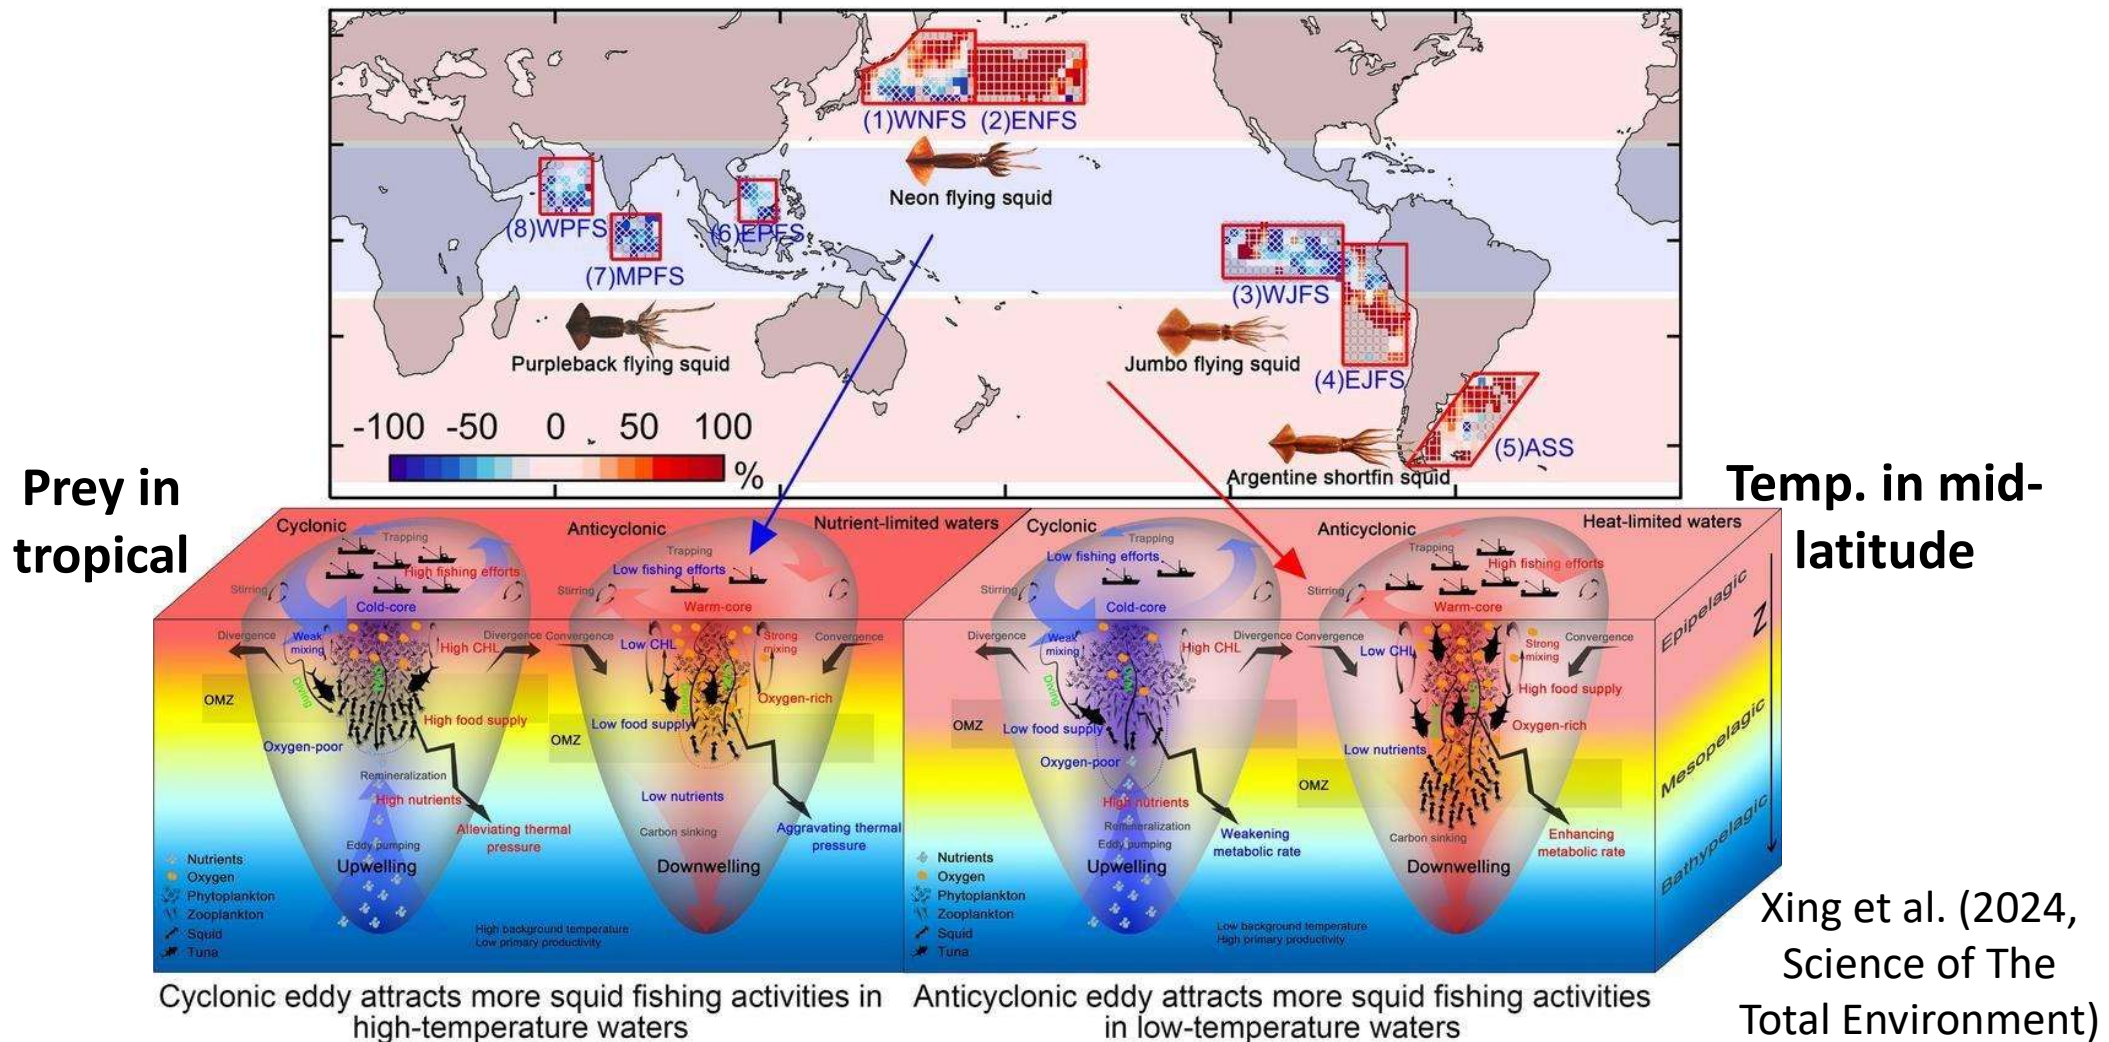 (1)WNFS (2)ENFS
Neon flying squid
(8)WPFS
(6)EPFS
(7)MPFS
(3)WJFS
Purpleback flying squid
Jumbo flying squid
(4)EJFS
-100 -50 0 50 100
%
(5)ASS
Argentine shortfin squid
Prey in
tropical
Temp. in mid-
latitude
Cyclonic
Anticyclonic
Nutrient-limited waters
Trapping
High fishing efforts
Stirring
Cold-core
Trapping
Low fishing efforts
Stirring
Warm-core
Divergence
Weak
mixing
High CHL
Divergence
Convergence
Low CHL
Strong
mixing
Convergence
OMZ
Diving
High food supply
Oxygen-poor
Remineralization
High nutrients
Alleviating thermal
pressure
Eddy pumping
Upwelling
Oxygen-rich
Low food supply
OMZ
Low nutrients
Carbon sinking
Aggravating thermal
pressure
Downwelling
Nutrients
Oxygen
Phytoplankton
Zooplankton
Squid
Tuna
High background temperature
Low primary productivity
Cyclonic
Anticyclonic
Heat-limited waters
Trapping
Low fishing efforts
Stirring
Cold-core
Trapping
High fishing efforts
Stirring
Warm-core
Divergence
Weak
mixing
High CHL
Divergence
Convergence
Low CHL
Strong
mixing
Convergence
Diving
OMZ
Low food supply
Oxygen-poor
High nutrients
Remineralization
Eddy pumping
Upwelling
Weakening
metabolic rate
High food supply
Oxygen-rich
Low nutrients
OMZ
Carbon sinking
Enhancing
metabolic rate
Downwelling
Nutrients
Oxygen
Phytoplankton
Zooplankton
Squid
Tuna
Low background temperature
High primary productivity
Epipelagic
Z
Mesopelagic
Bathypelagic
Cyclonic eddy attracts more squid fishing activities in
high-temperature waters
Anticyclonic eddy attracts more squid fishing activities
in low-temperature waters
Xing et al. (2024,
Science of The
Total Environment)